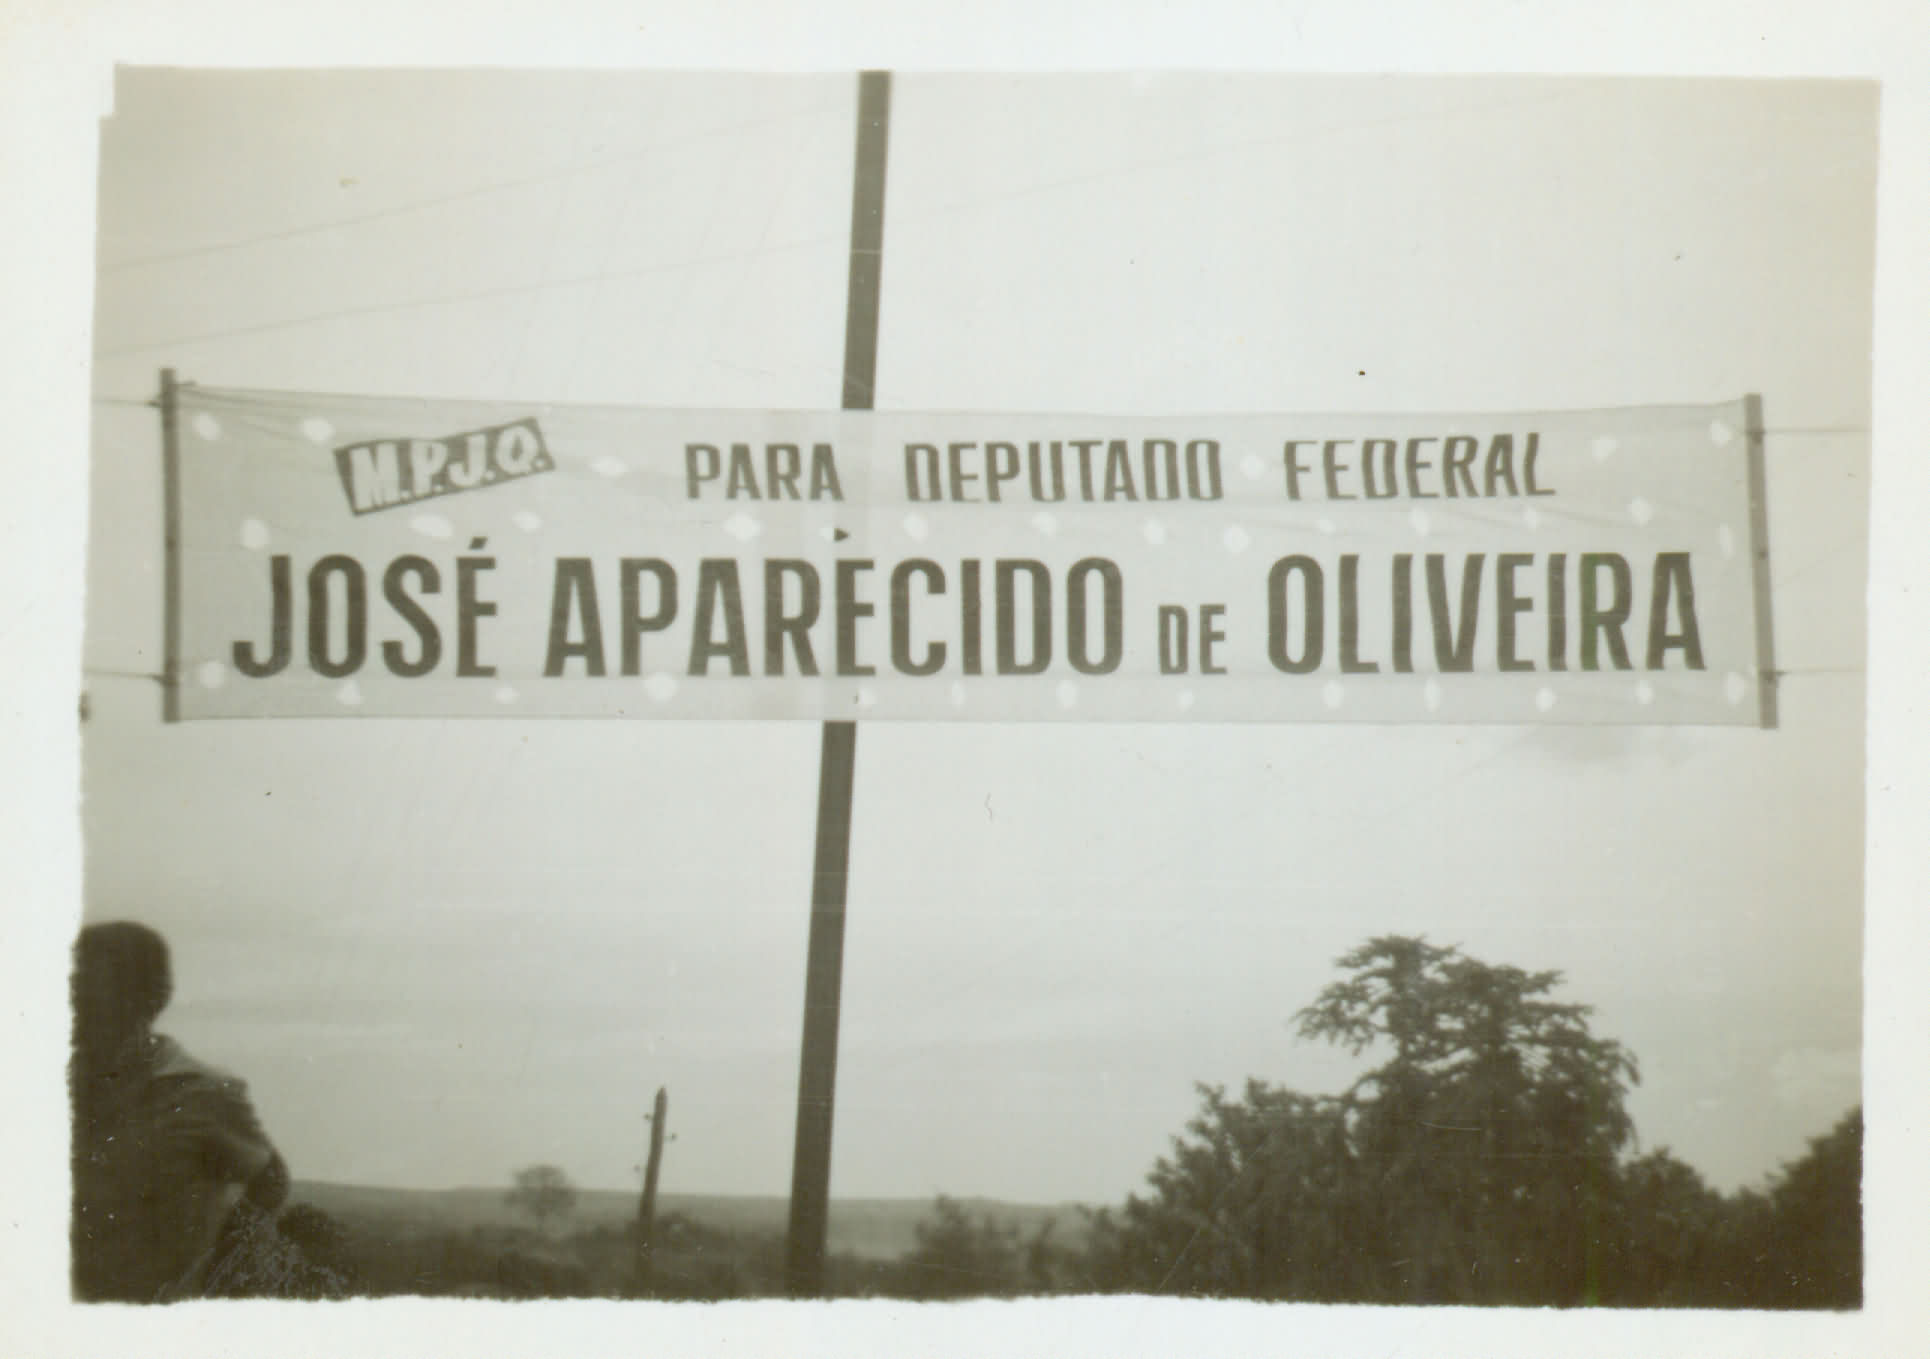 M.P.J.Q. PARA DEPUTADO FEDERAL
JOSÉ APARECIDO DE OLIVEIRA